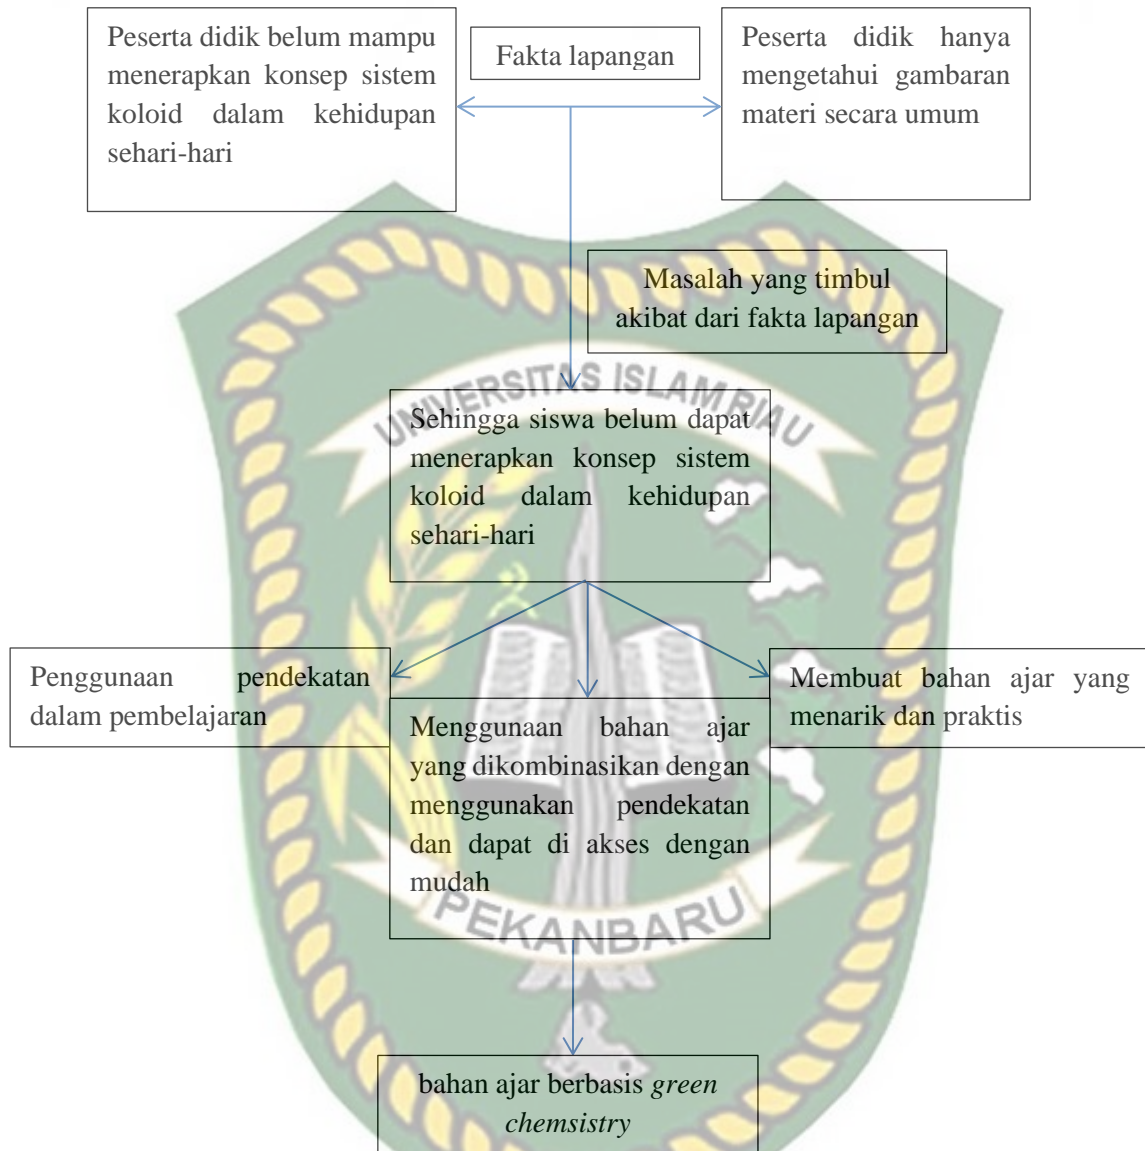 Peserta didik belum mampu
menerapkan konsep sistem
koloid dalam kehidupan
sehari-hari
Fakta lapangan
Peserta didik hanya
mengetahui gambaran
materi secara umum
Masalah yang timbul
akibat dari fakta lapangan
UNIVERSITAS ISLAM RIAU
Sehingga siswa belum dapat
menerapkan konsep sistem
koloid dalam kehidupan
sehari-hari
Penggunaan pendekatan
dalam pembelajaran
Menggunaan bahan ajar
yang dikombinasikan dengan
menggunakan pendekatan
dan dapat di akses dengan
mudah
Membuat bahan ajar yang
menarik dan praktis
PEKANBARU
bahan ajar berbasis green
chemsistry